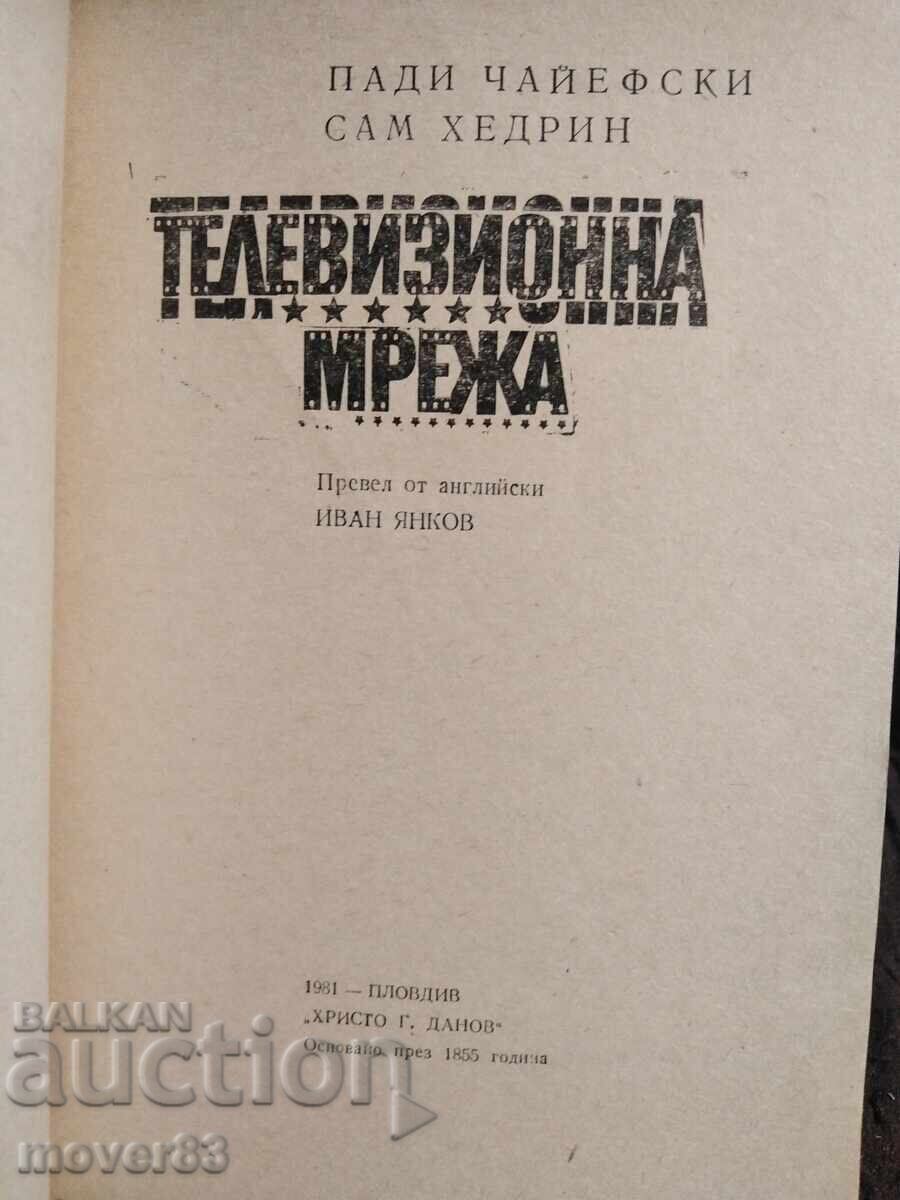 ПАДИ ЧАЙЕФСКИ
САМ ХЕДРИН
ТЕЛЕВИЗИОННА
МРЕЖА
Превел от английски
ИВАН ЯНКОВ
1981 — ПЛОВДИВ
„ХРИСТО Г. ДАНОВ“
Основано през 1855 година
BALKAN
auction
mover83